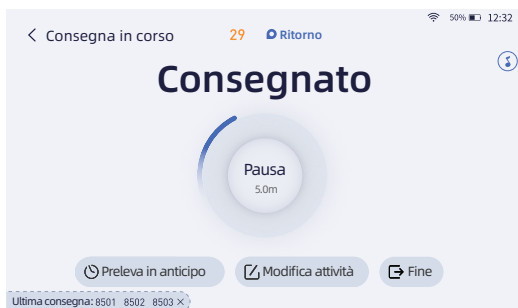 50% 12:32
Consegna in corso 29 Ritorno
Consegnato
Pausa
5.0m
Preleva in anticipo Modifica attività Fine
Ultima consegna: 8501 8502 8503 ×